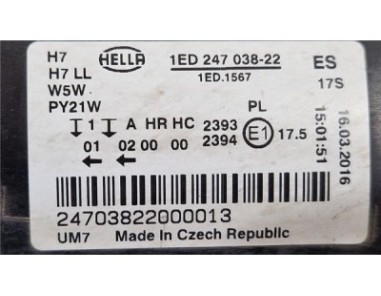 H7 HELLA 1ED 247 038-22 ES
H7 LL 1ED.1567 17S
W5W
PY21W PL
1 A HR HC 2393 E1 17.5
01 02 00 00 2394
15:01:51
16.03.2016
24703822000013
UM7 Made In Czech Republic